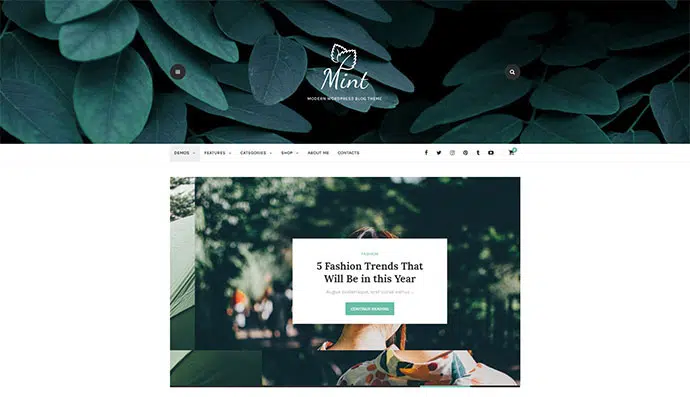 Mint
MODERN WORDPRESS BLOG THEME
DEMOS
FEATURES
CATEGORIES
SHOP
ABOUT ME
CONTACTS
FASHION
5 Fashion Trends That
Will Be in this Year
CONTINUE READING